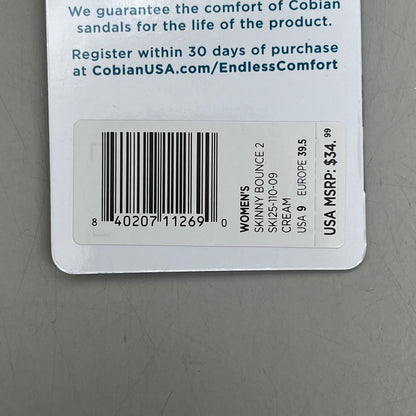 We guarantee the comfort of Cobian
sandals for the life of the product.
Register within 30 days of purchase
at CobianUSA.com/EndlessComfort
8 40207 11269 0
WOMEN'S
SKINNY BOUNCE 2
SKI25-110-09
CREAM
USA 9 EUROPE 39.5
USA MSRP: $34.99